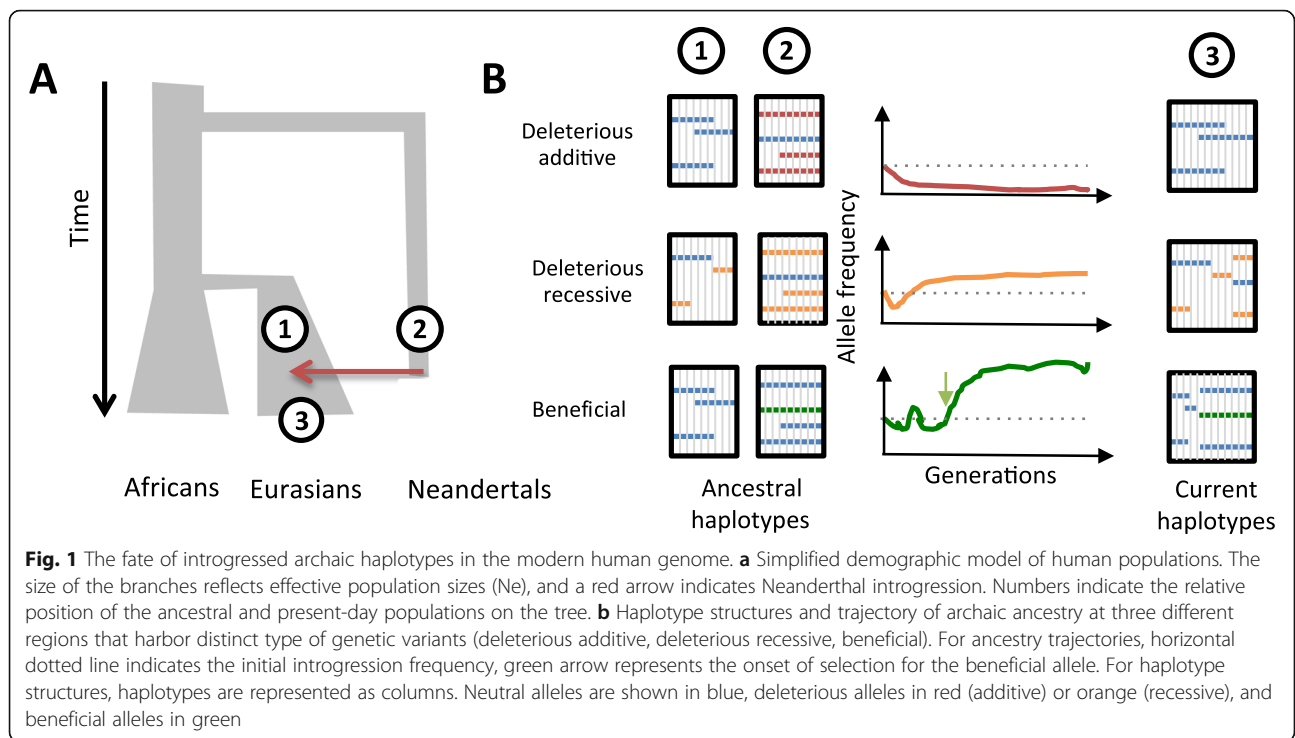 A
Time
1
2
3
Africans
Eurasians
Neandertals
B
1
2
3
Deleterious
additive
Deleterious
recessive
Beneficial
Allele frequency
Generations
Ancestral
haplotypes
Current
haplotypes
Fig. 1 The fate of introgressed archaic haplotypes in the modern human genome. a Simplified demographic model of human populations. The
size of the branches reflects effective population sizes (Ne), and a red arrow indicates Neanderthal introgression. Numbers indicate the relative
position of the ancestral and present-day populations on the tree. b Haplotype structures and trajectory of archaic ancestry at three different
regions that harbor distinct type of genetic variants (deleterious additive, deleterious recessive, beneficial). For ancestry trajectories, horizontal
dotted line indicates the initial introgression frequency, green arrow represents the onset of selection for the beneficial allele. For haplotype
structures, haplotypes are represented as columns. Neutral alleles are shown in blue, deleterious alleles in red (additive) or orange (recessive), and
beneficial alleles in green